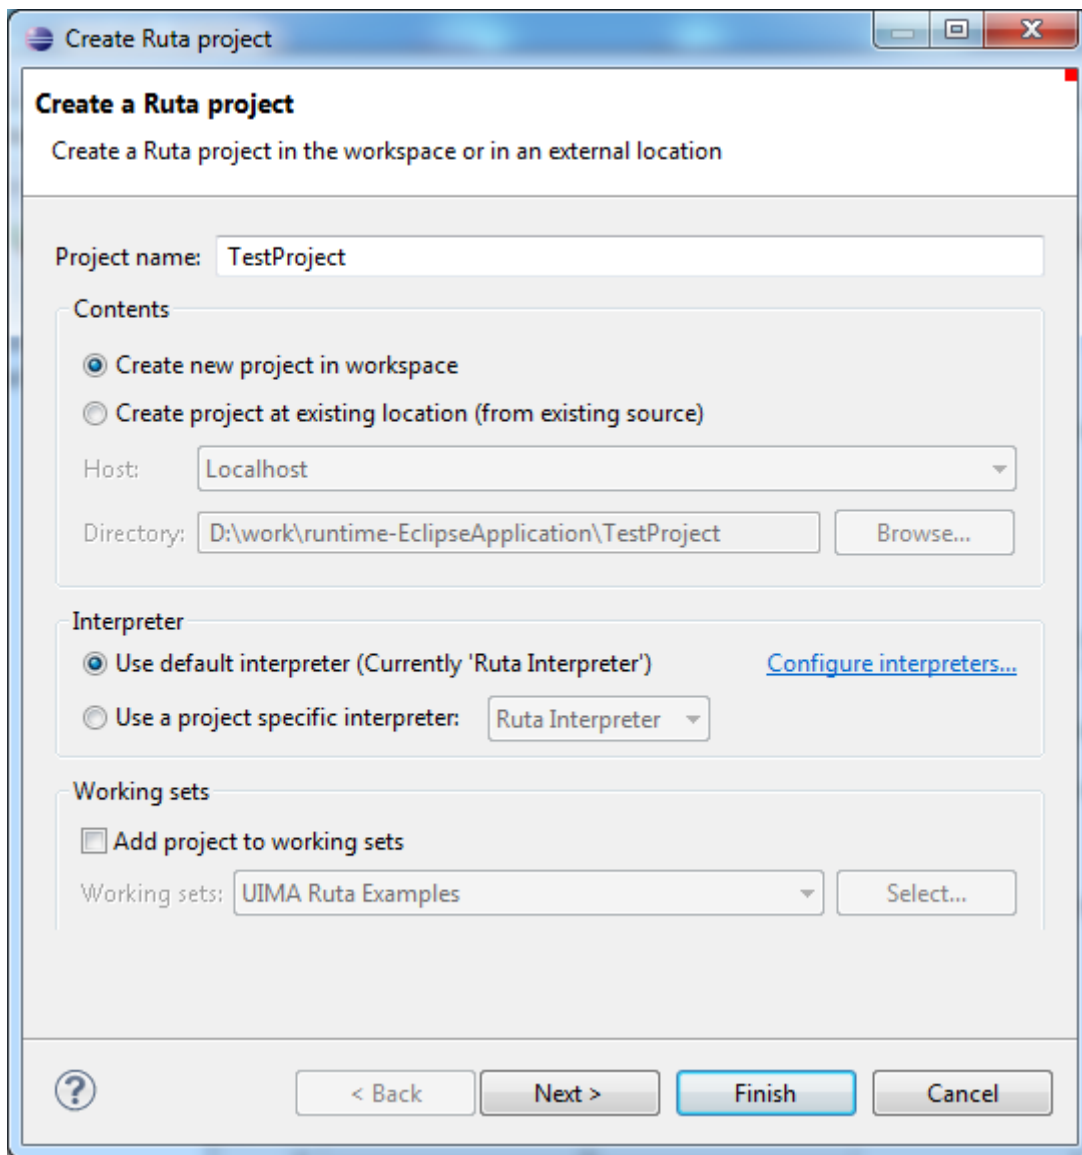 Create Ruta project
Create a Ruta project
Create a Ruta project in the workspace or in an external location
Project name: TestProject
Contents
Create new project in workspace
Create project at existing location (from existing source)
Host: Localhost
Directory: D:\work\runtime-EclipseApplication\TestProject Browse...
Interpreter
Use default interpreter (Currently 'Ruta Interpreter') Configure interpreters...
Use a project specific interpreter: Ruta Interpreter
Working sets
Add project to working sets
Working sets: UIMA Ruta Examples Select...
? < Back Next > Finish Cancel